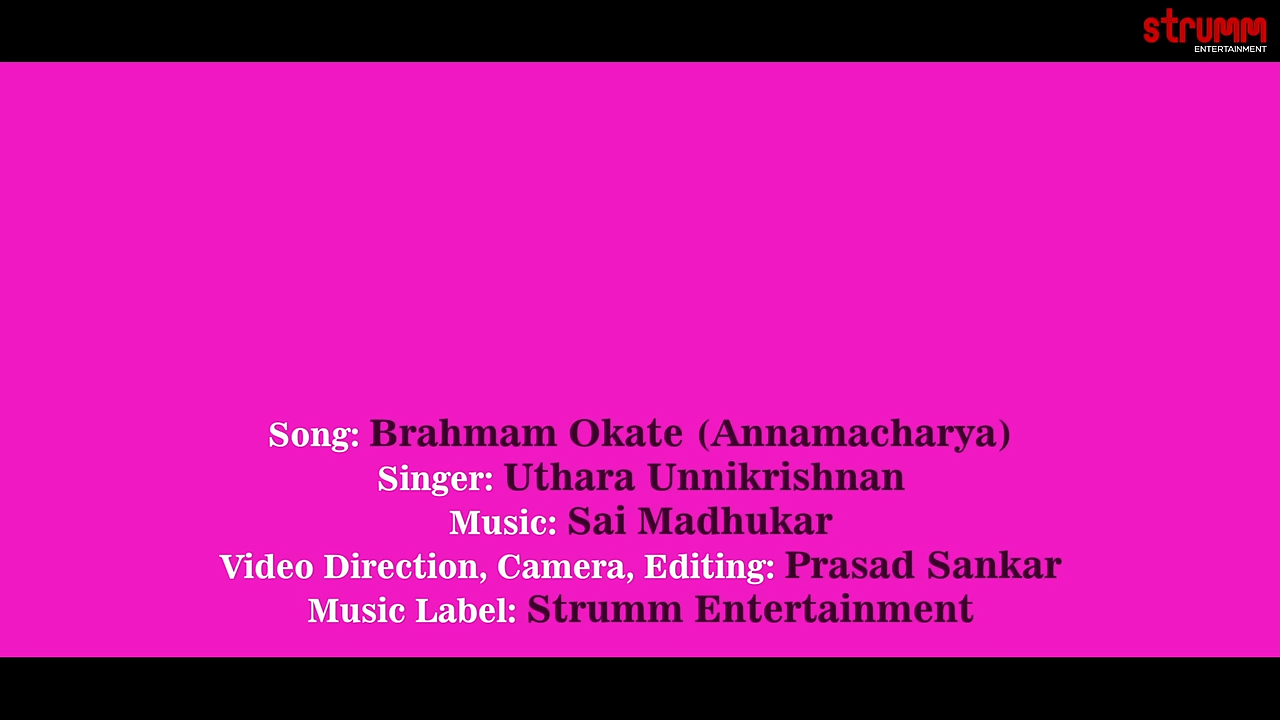 strumm
ENTERTAINMENT
Song: Brahmam Okate (Annamacharya)
Singer: Uthara Unnikrishnan
Music: Sai Madhukar
Video Direction, Camera, Editing: Prasad Sankar
Music Label: Strumm Entertainment